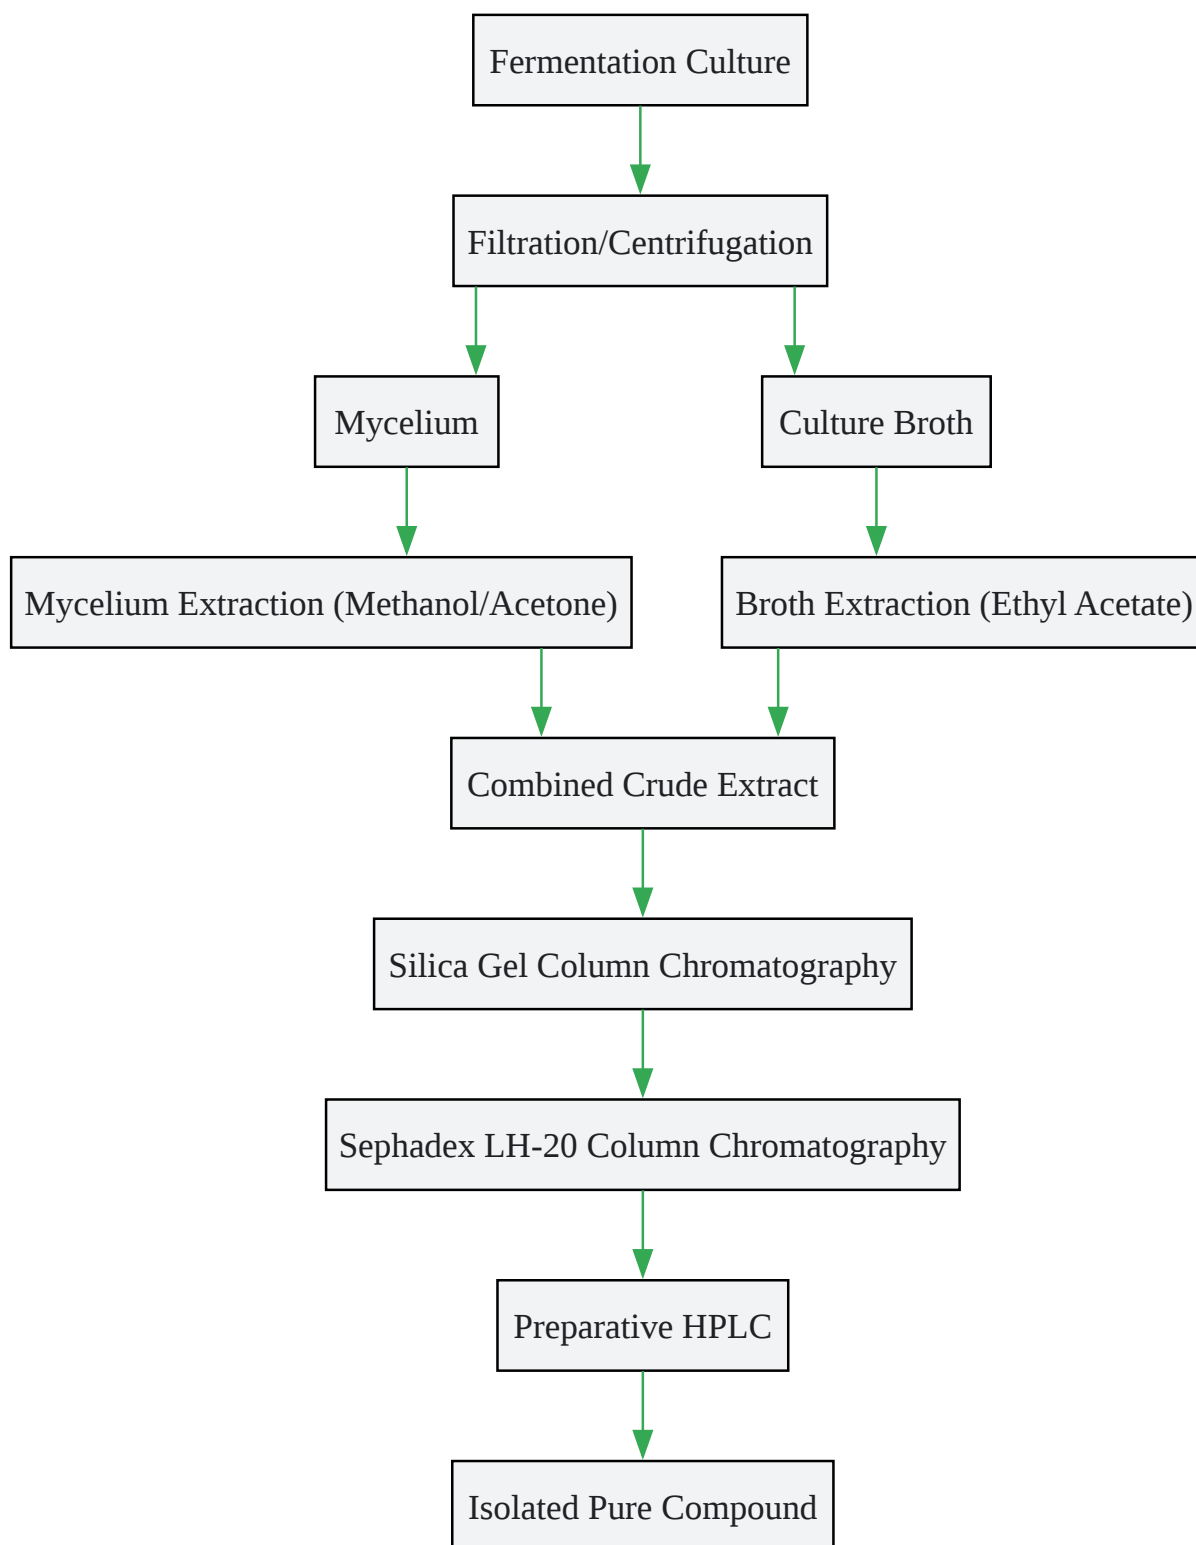 Fermentation Culture
Filtration/Centrifugation
Mycelium
Culture Broth
Mycelium Extraction (Methanol/Acetone)
Broth Extraction (Ethyl Acetate)
Combined Crude Extract
Silica Gel Column Chromatography
Sephadex LH-20 Column Chromatography
Preparative HPLC
Isolated Pure Compound